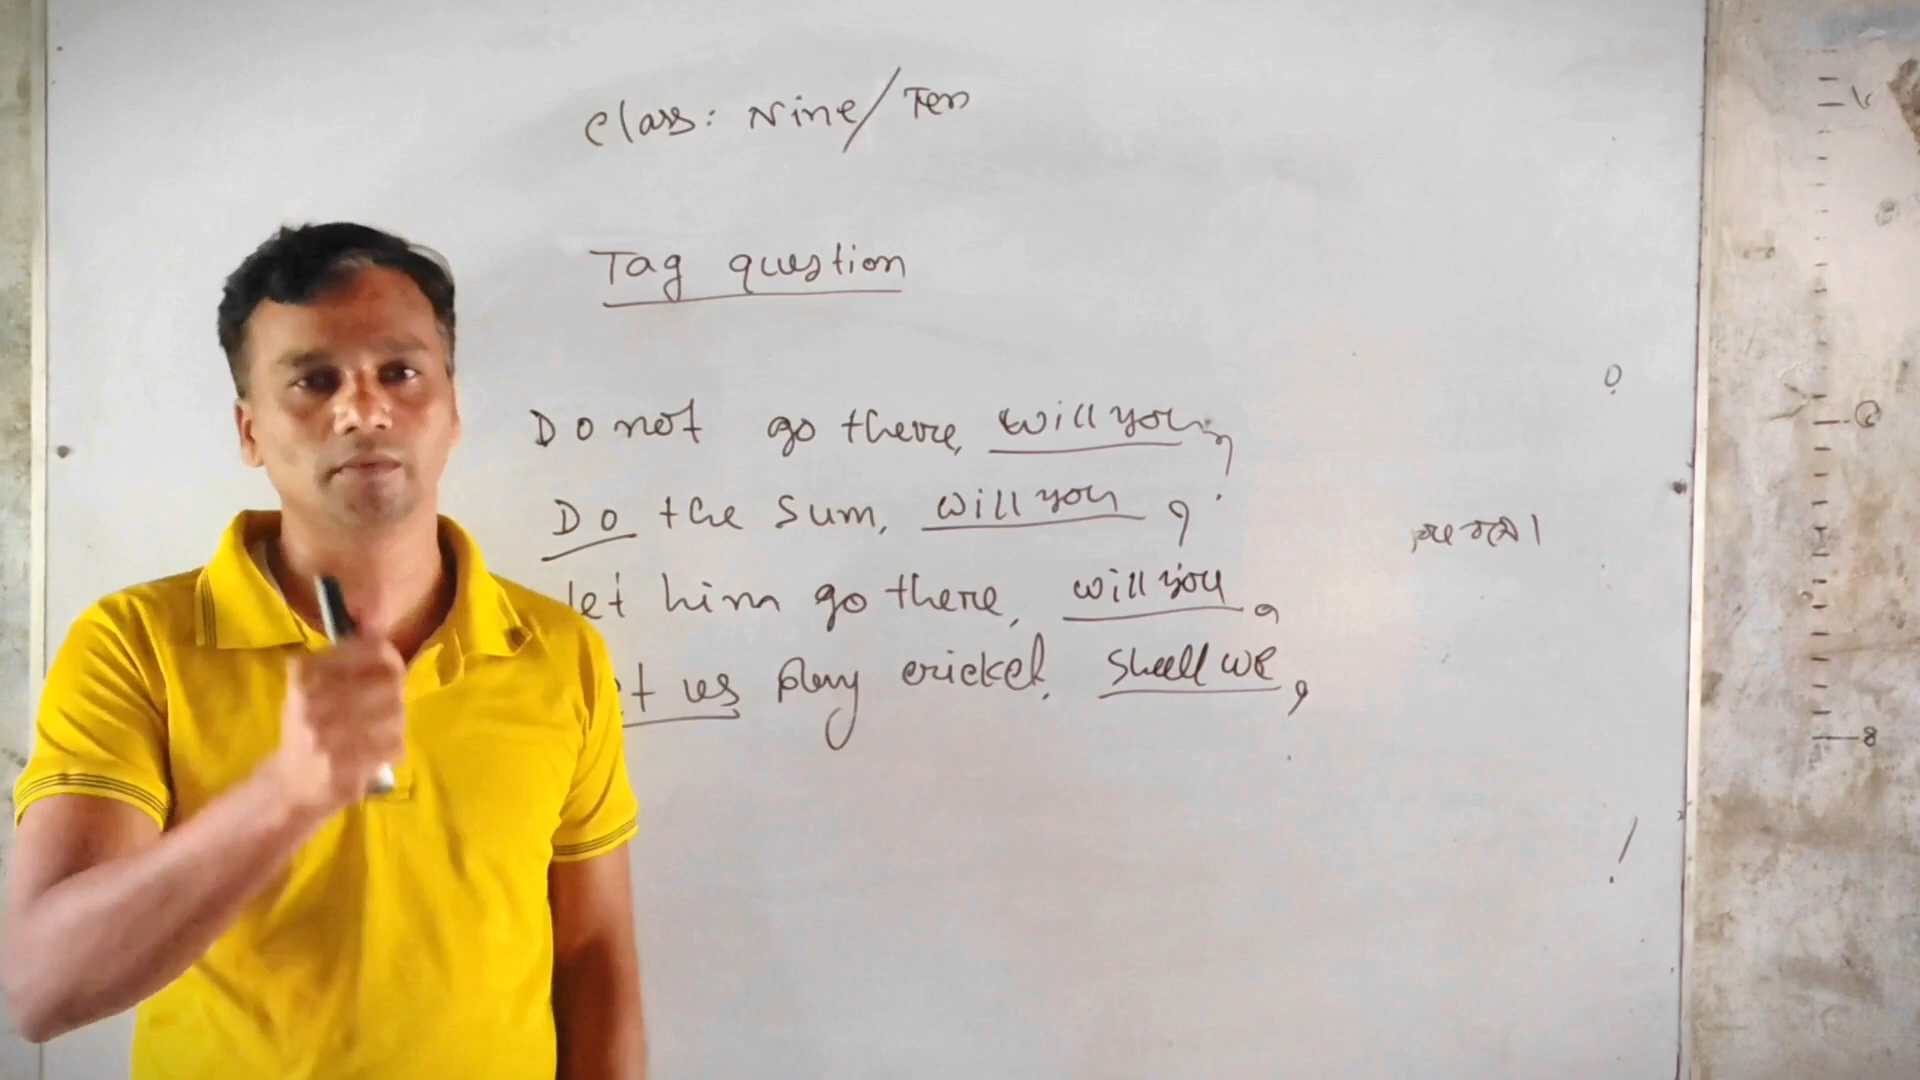 Class: Nine/Ten
Tag question
Do not go there, will you?
Do the sum, will you?
let him go there, will you?
t us play cricket, shall we?